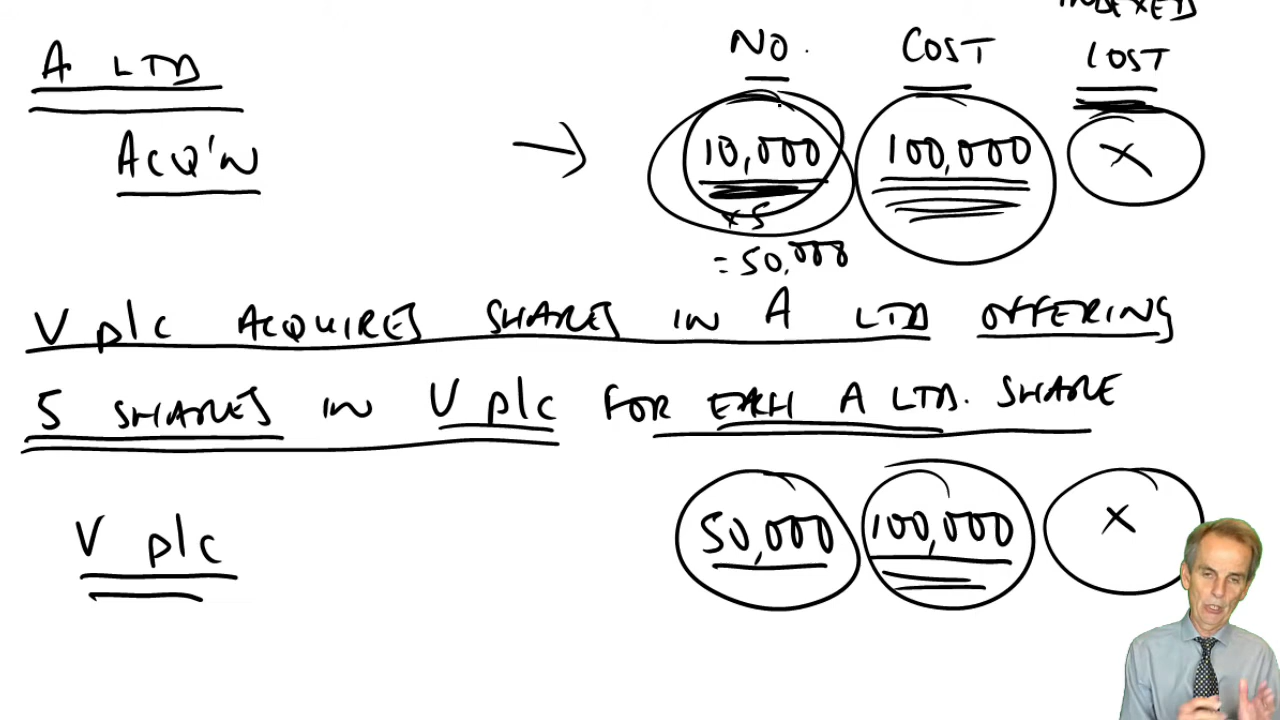 INDEXED
A LTD NO. COST COST
ACQ'N → 10,000 100,000 X
x5
= 50,000
V plc ACQUIRES SHARES IN A LTD OFFERING
5 SHARES IN V plc FOR EACH A LTD. SHARE
V plc 50,000 100,000 X